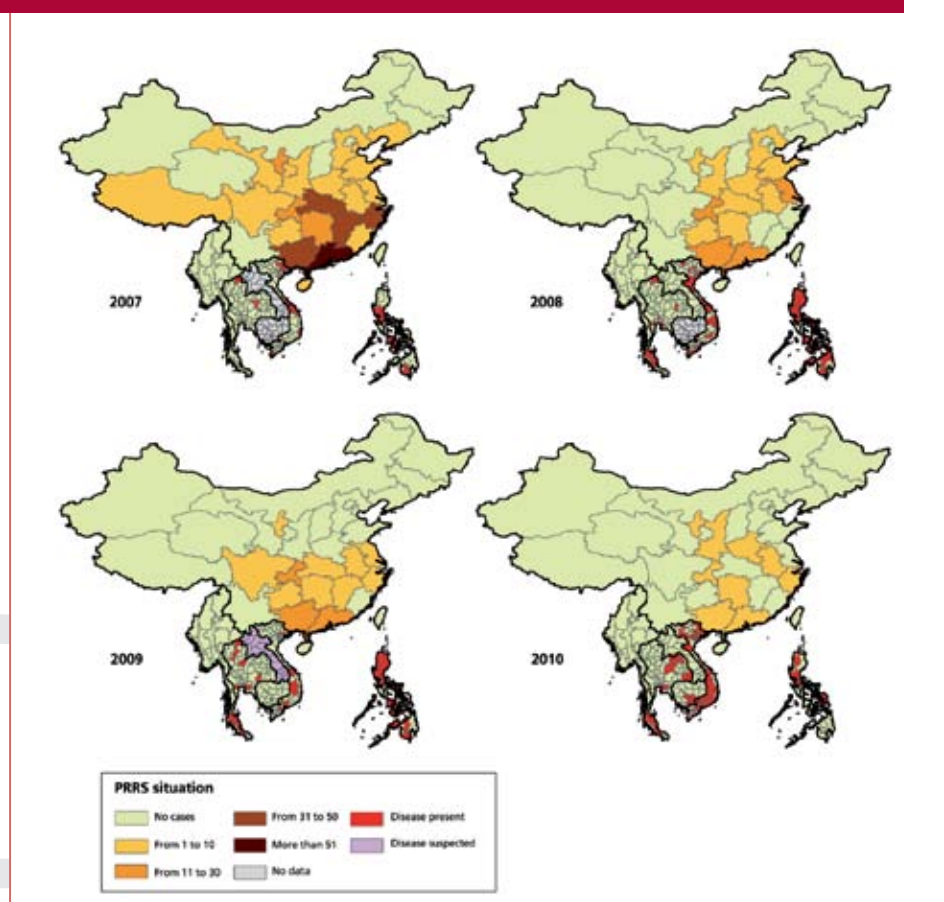 2007
2008
2009
2010
PRRS situation
No cases
From 31 to 50
Disease present
From 1 to 10
More than 51
Disease suspected
From 11 to 30
No data